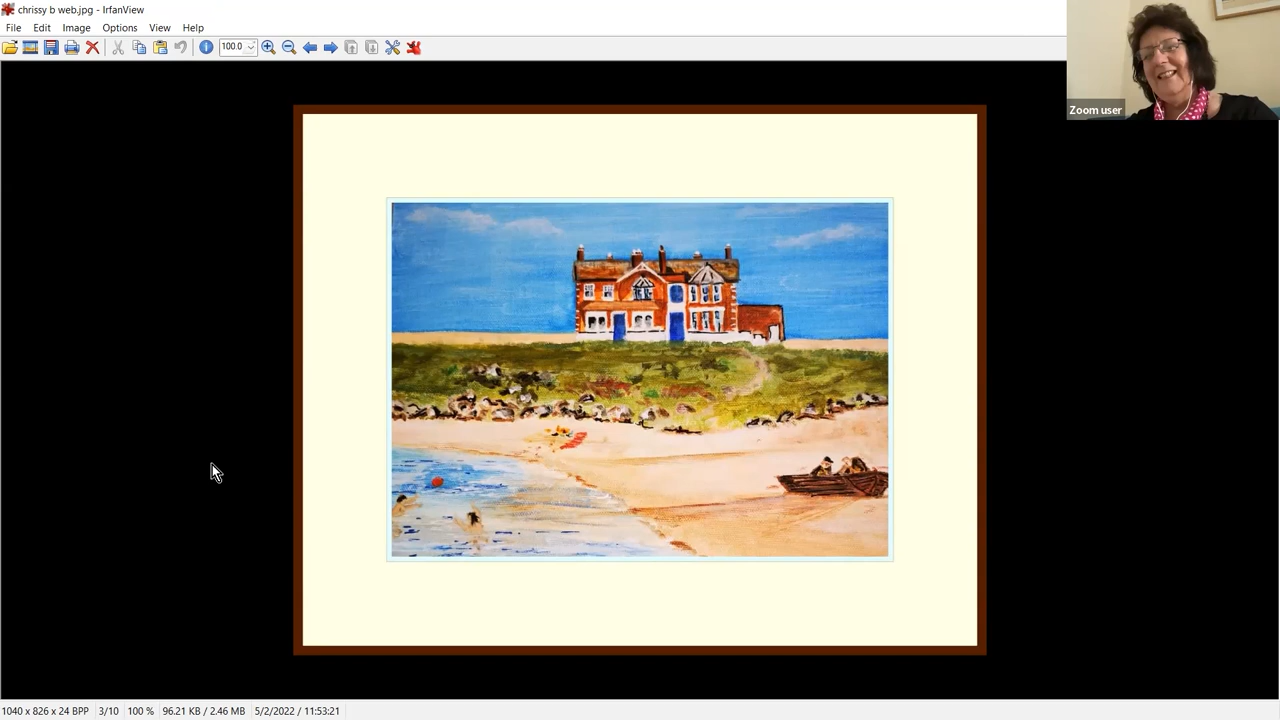 chrissy b web.jpg - IrfanView
File Edit Image Options View Help
100.0
Zoom user
1040 x 826 x 24 BPP 3/10 100 % 96.21 KB / 2.46 MB 5/2/2022 / 11:53:21